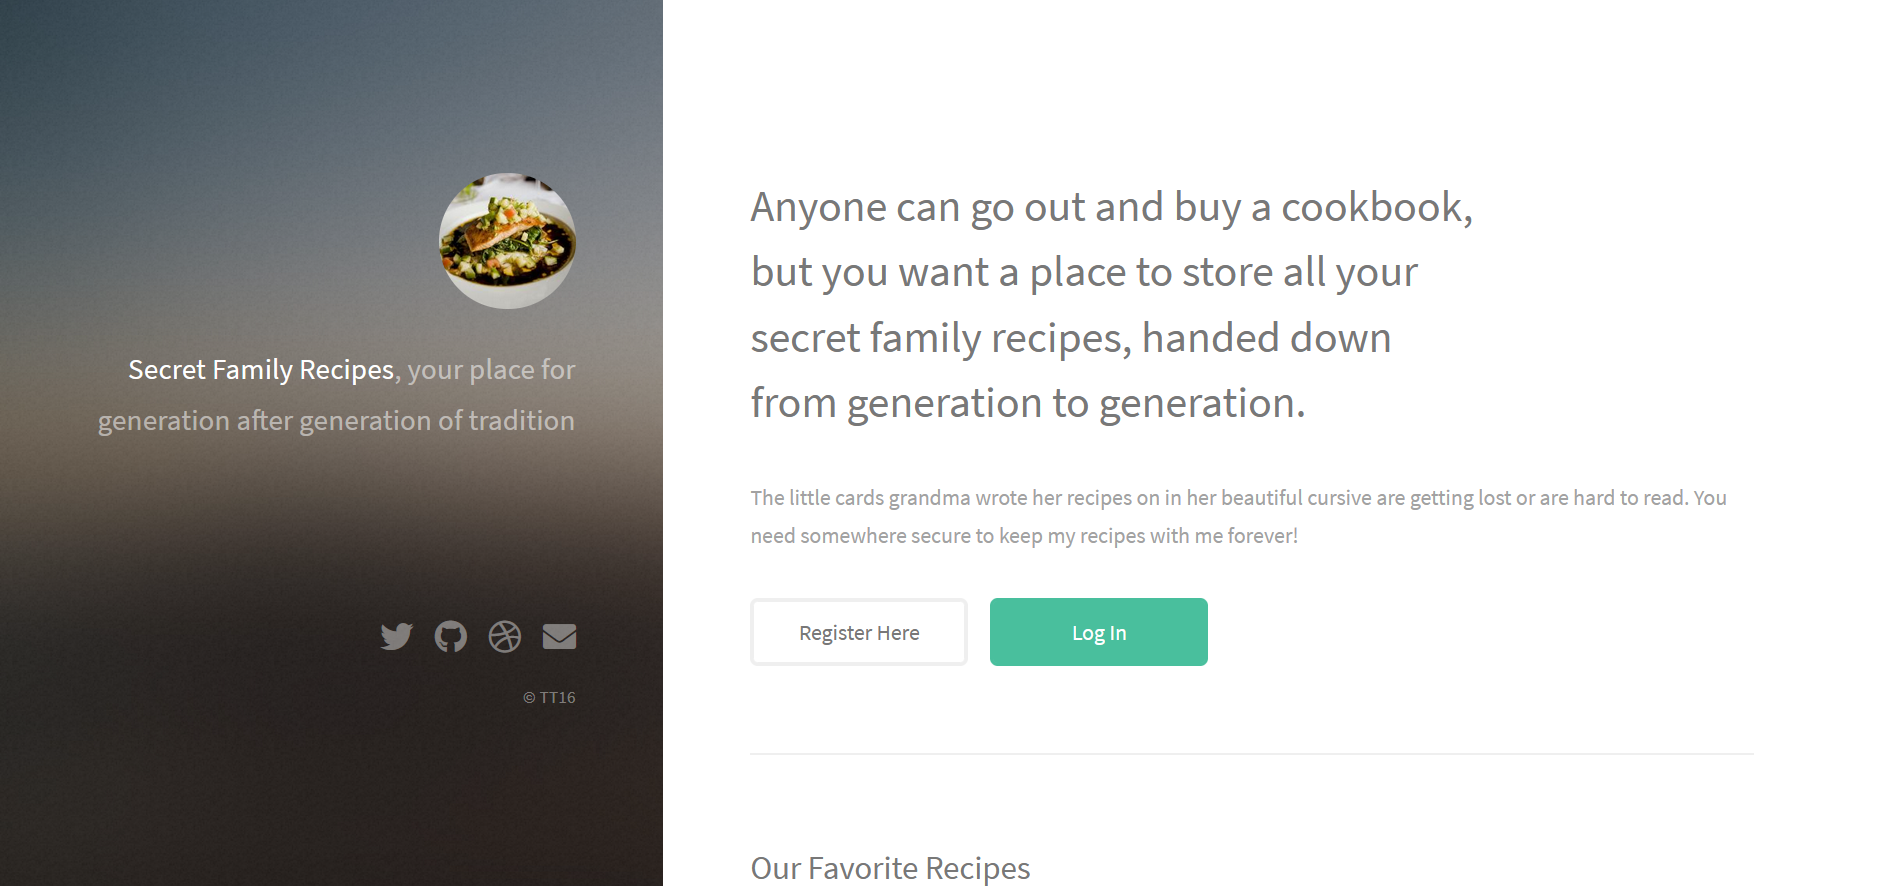 Secret Family Recipes, your place for
generation after generation of tradition
© TT16
Anyone can go out and buy a cookbook,
but you want a place to store all your
secret family recipes, handed down
from generation to generation.
The little cards grandma wrote her recipes on in her beautiful cursive are getting lost or are hard to read. You
need somewhere secure to keep my recipes with me forever!
Register Here
Log In
Our Favorite Recipes